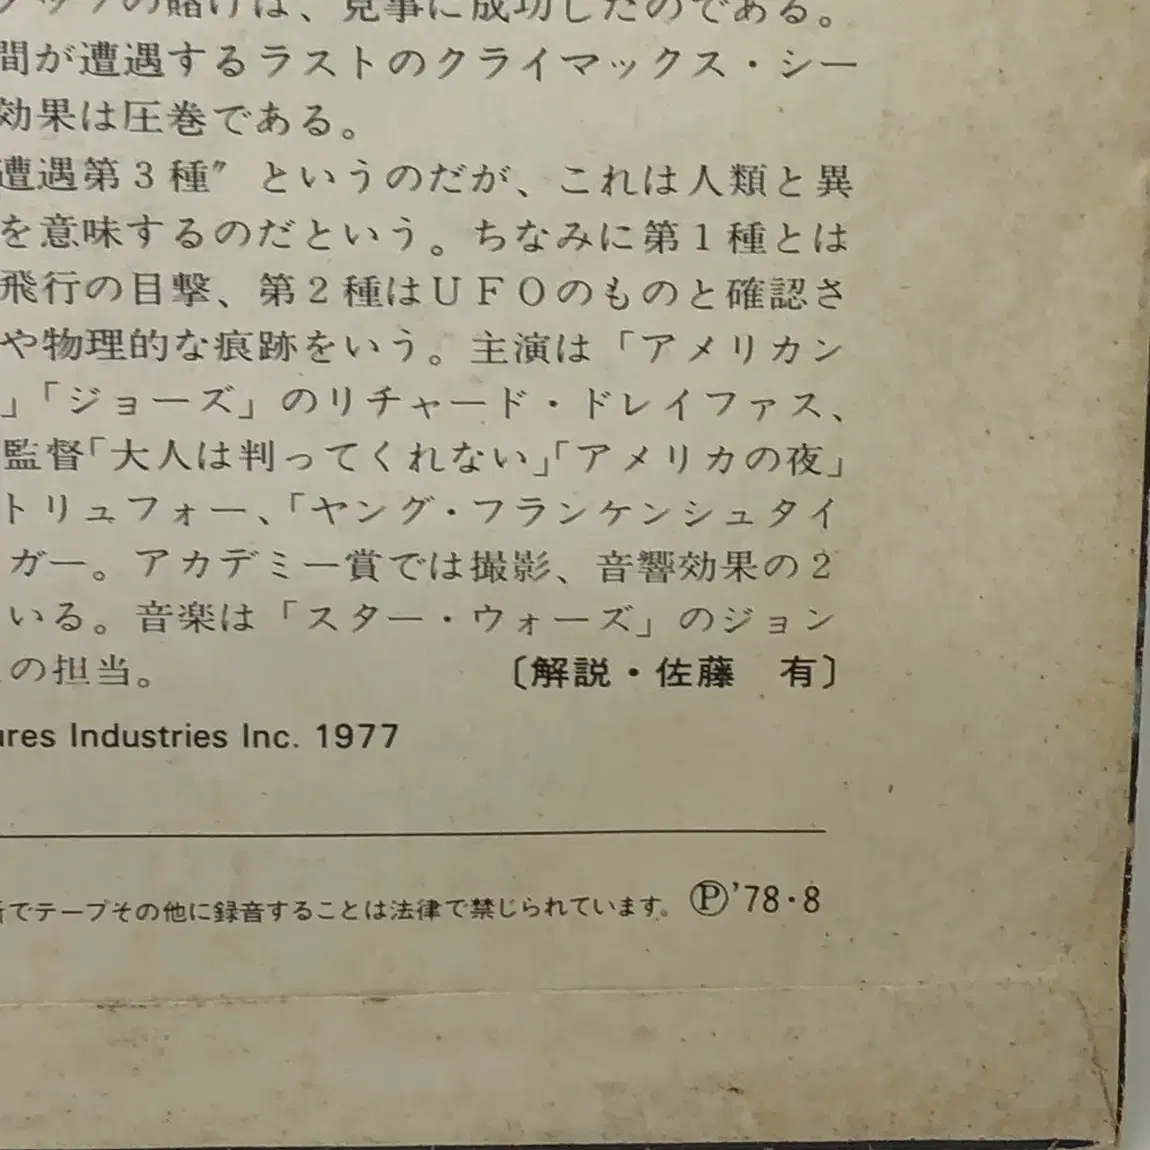 の賭けは、見事に成功したのである。
間が遭遇するラストのクライマックス・シー
効果は圧巻である。
遭遇第3種〞というのだが、これは人類と異
を意味するのだという。ちなみに第1種とは
飛行の目撃、第2種はUFOのものと確認さ
や物理的な痕跡をいう。主演は「アメリカン
」「ジョーズ」のリチャード・ドレイファス、
監督「大人は判ってくれない」「アメリカの夜」
トリュフォー、「ヤング・フランケンシュタイ
ガー。アカデミー賞では撮影、音響効果の2
いる。音楽は「スター・ウォーズ」のジョン
の担当。
〔解説・佐藤 有〕
ures Industries Inc. 1977
でテープその他に録音することは法律で禁じられています。 Ⓟ'78・8